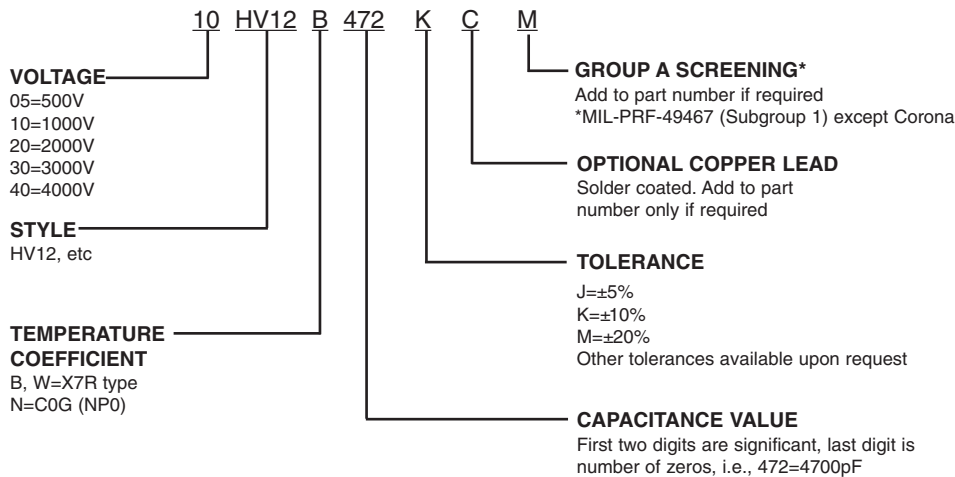 10 HV12 B 472 K C M
VOLTAGE
05=500V
10=1000V
20=2000V
30=3000V
40=4000V
STYLE
HV12, etc
TEMPERATURE
COEFFICIENT
B, W=X7R type
N=C0G (NP0)
GROUP A SCREENING*
Add to part number if required
*MIL-PRF-49467 (Subgroup 1) except Corona
OPTIONAL COPPER LEAD
Solder coated. Add to part
number only if required
TOLERANCE
J=±5%
K=±10%
M=±20%
Other tolerances available upon request
CAPACITANCE VALUE
First two digits are significant, last digit is
number of zeros, i.e., 472=4700pF